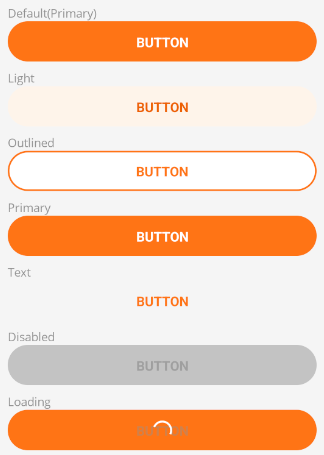 Default(Primary)
BUTTON
Light
BUTTON
Outlined
BUTTON
Primary
BUTTON
Text
BUTTON
Disabled
BUTTON
Loading